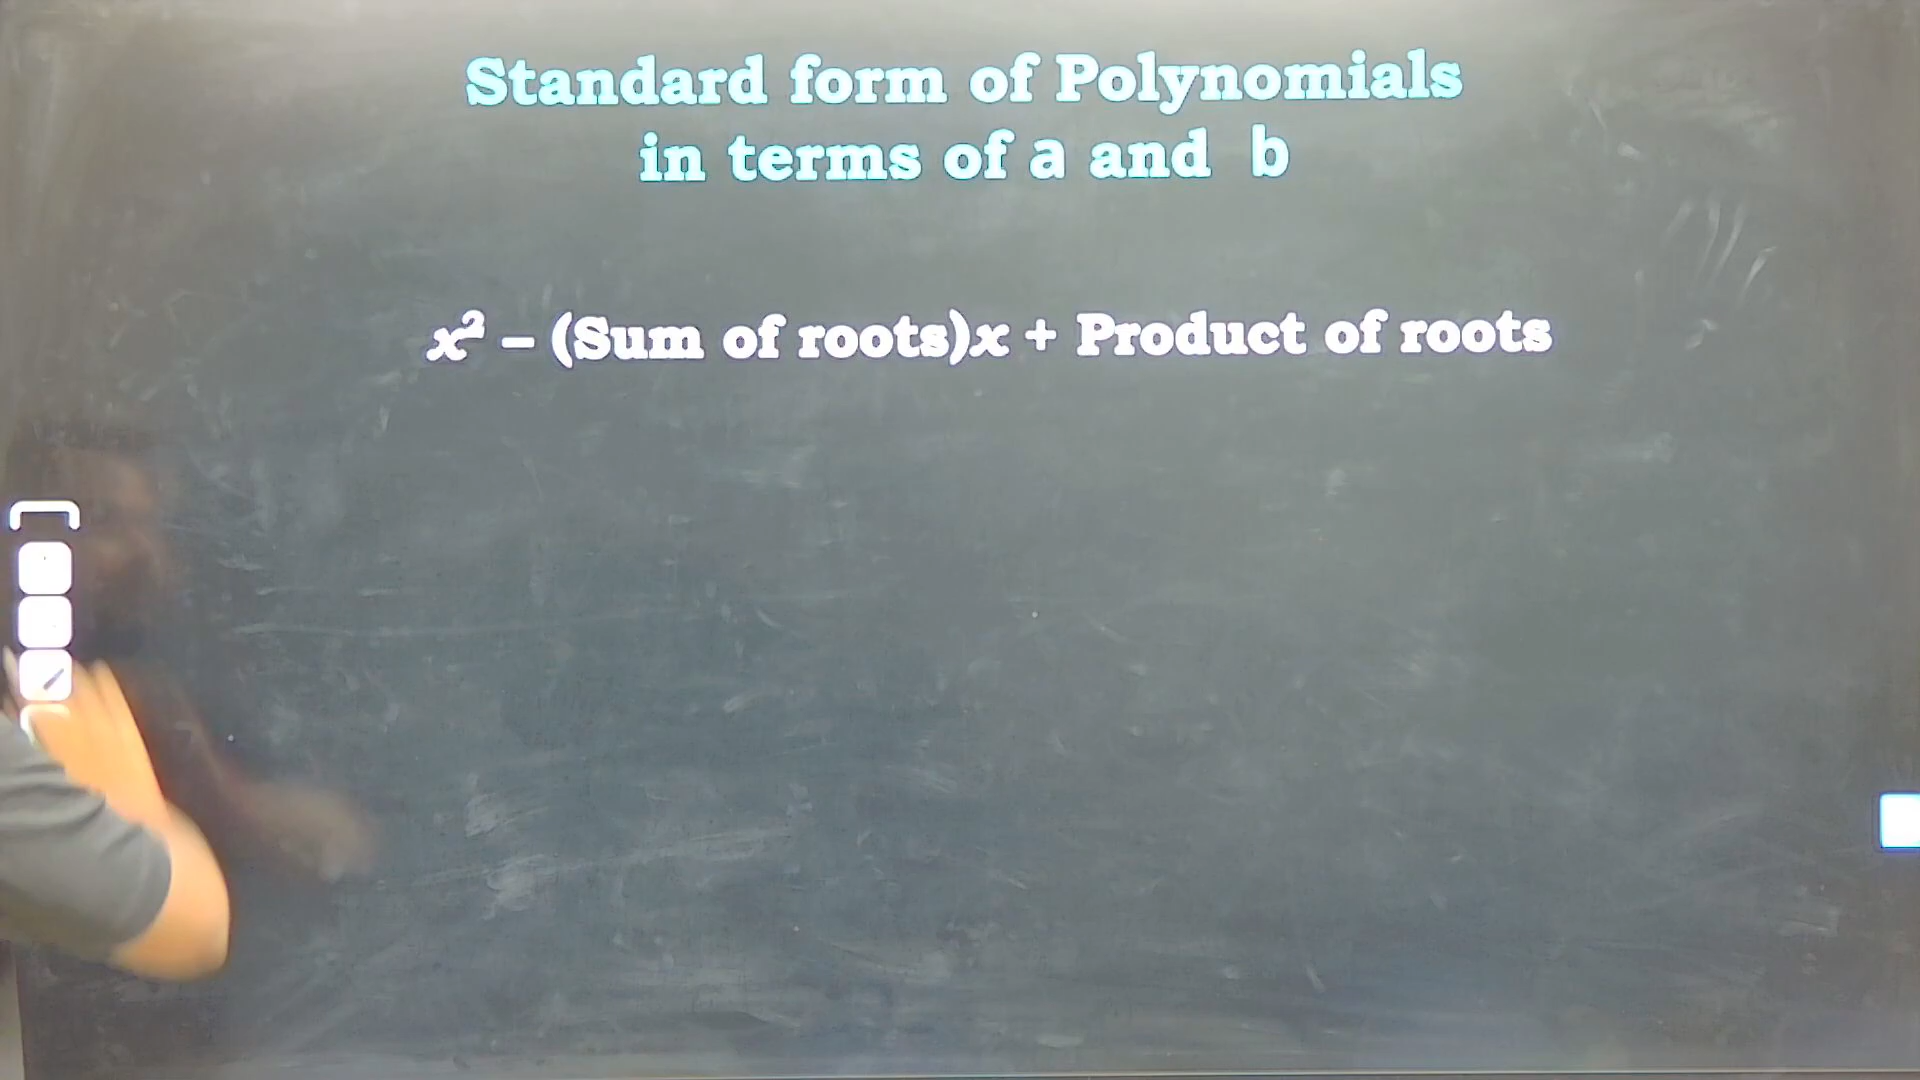 Standard form of Polynomials
in terms of a and b
x² – (Sum of roots)x + Product of roots